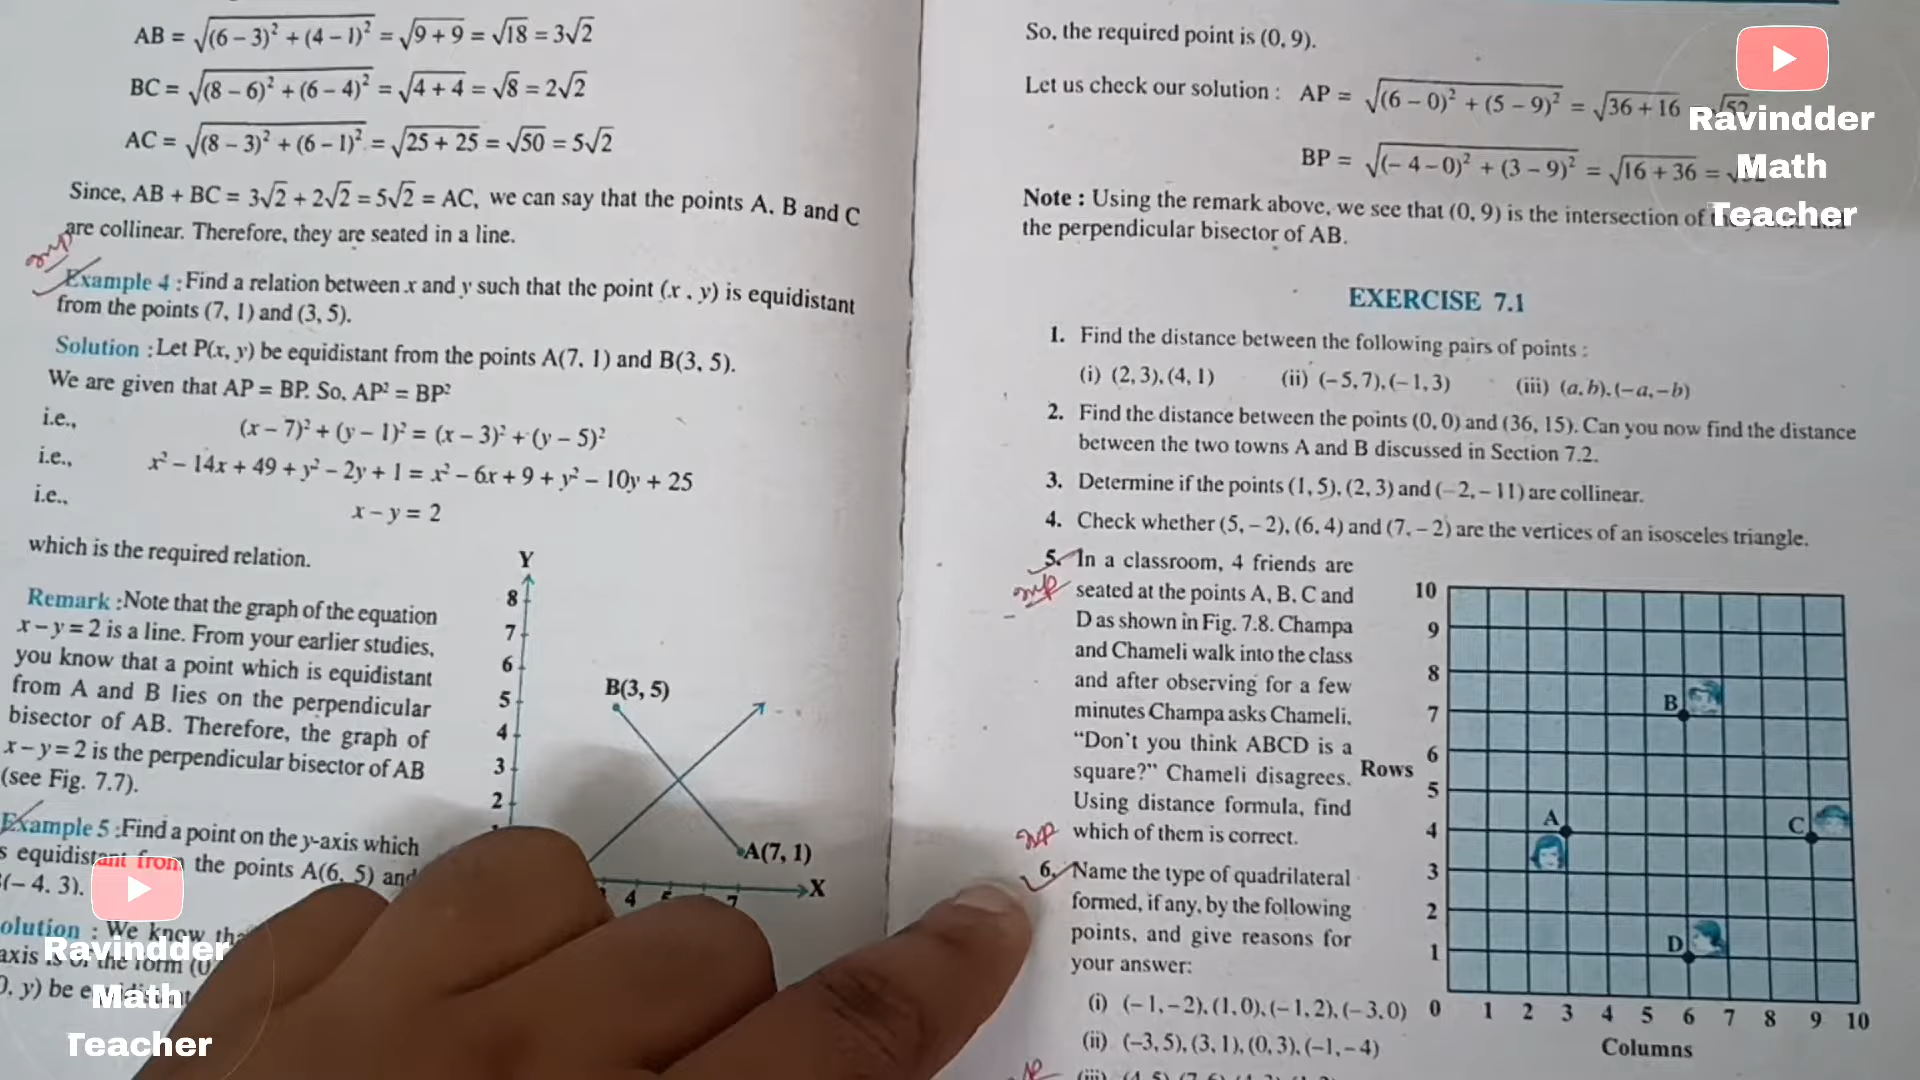 AB = √(6 – 3)² + (4 – 1)² = √9 + 9 = √18 = 3√2
BC = √(8 – 6)² + (6 – 4)² = √4 + 4 = √8 = 2√2
AC = √(8 – 3)² + (6 – 1)² = √25 + 25 = √50 = 5√2
Since, AB + BC = 3√2 + 2√2 = 5√2 = AC, we can say that the points A, B and C
are collinear. Therefore, they are seated in a line.
Example 4 : Find a relation between x and y such that the point (x , y) is equidistant
from the points (7, 1) and (3, 5).
Solution : Let P(x, y) be equidistant from the points A(7, 1) and B(3, 5).
We are given that AP = BP. So, AP² = BP²
i.e., (x – 7)² + (y – 1)² = (x – 3)² + (y – 5)²
i.e., x² – 14x + 49 + y² – 2y + 1 = x² – 6x + 9 + y² – 10y + 25
i.e., x – y = 2
which is the required relation.
Remark : Note that the graph of the equation
x – y = 2 is a line. From your earlier studies,
you know that a point which is equidistant
from A and B lies on the perpendicular
bisector of AB. Therefore, the graph of
x – y = 2 is the perpendicular bisector of AB
(see Fig. 7.7).
Y
8
7
6
5
4
3
2
B(3, 5)
A(7, 1)
X
4
7
Example 5 : Find a point on the y-axis which
equidistant from the points A(6, 5) and
(– 4, 3).
We know
axis form
y) be
So, the required point is (0, 9).
Let us check our solution : AP = √(6 – 0)² + (5 – 9)² = √36 + 16 √52
BP = √(– 4 – 0)² + (3 – 9)² = √16 + 36 =
Note : Using the remark above, we see that (0, 9) is the intersection of
the perpendicular bisector of AB.
EXERCISE 7.1
1. Find the distance between the following pairs of points :
(i) (2, 3), (4, 1) (ii) (– 5, 7), (– 1, 3) (iii) (a, b), (– a, – b)
2. Find the distance between the points (0, 0) and (36, 15). Can you now find the distance
between the two towns A and B discussed in Section 7.2.
3. Determine if the points (1, 5), (2, 3) and (– 2, – 11) are collinear.
4. Check whether (5, – 2), (6, 4) and (7, – 2) are the vertices of an isosceles triangle.
5. In a classroom, 4 friends are
seated at the points A, B, C and
D as shown in Fig. 7.8. Champa
and Chameli walk into the class
and after observing for a few
minutes Champa asks Chameli,
“Don’t you think ABCD is a
square?” Chameli disagrees.
Using distance formula, find
which of them is correct.
6. Name the type of quadrilateral
formed, if any, by the following
points, and give reasons for
your answer:
(i) (– 1, – 2), (1, 0), (– 1, 2), (– 3, 0)
(ii) (–3, 5), (3, 1), (0, 3), (–1, – 4)
10
9
8
7
6
Rows
5
4
3
2
1
0 1 2 3 4 5 6 7 8 9 10
Columns
A
B
C
D
Ravindder
Math
Teacher
Ravindder
Math
Teacher